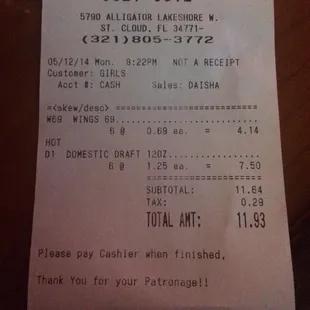 5790 ALLIGATOR LAKESHORE W.
ST. CLOUD, FL 34771-
(321)805-3772
05/12/14 Mon. 8:22PM NOT A RECEIPT
Customer: GIRLS
Acct #: CASH Sales: DAISHA
=<skew/desc> =========================
W69 WINGS 69..........................
6 @ 0.69 ea. = 4.14
HOT
D1 DOMESTIC DRAFT 12OZ................
6 @ 1.25 ea. = 7.50
====================
SUBTOTAL: 11.64
TAX: 0.29
TOTAL AMT: 11.93
Please pay Cashier when finished,
Thank You for your Patronage!!